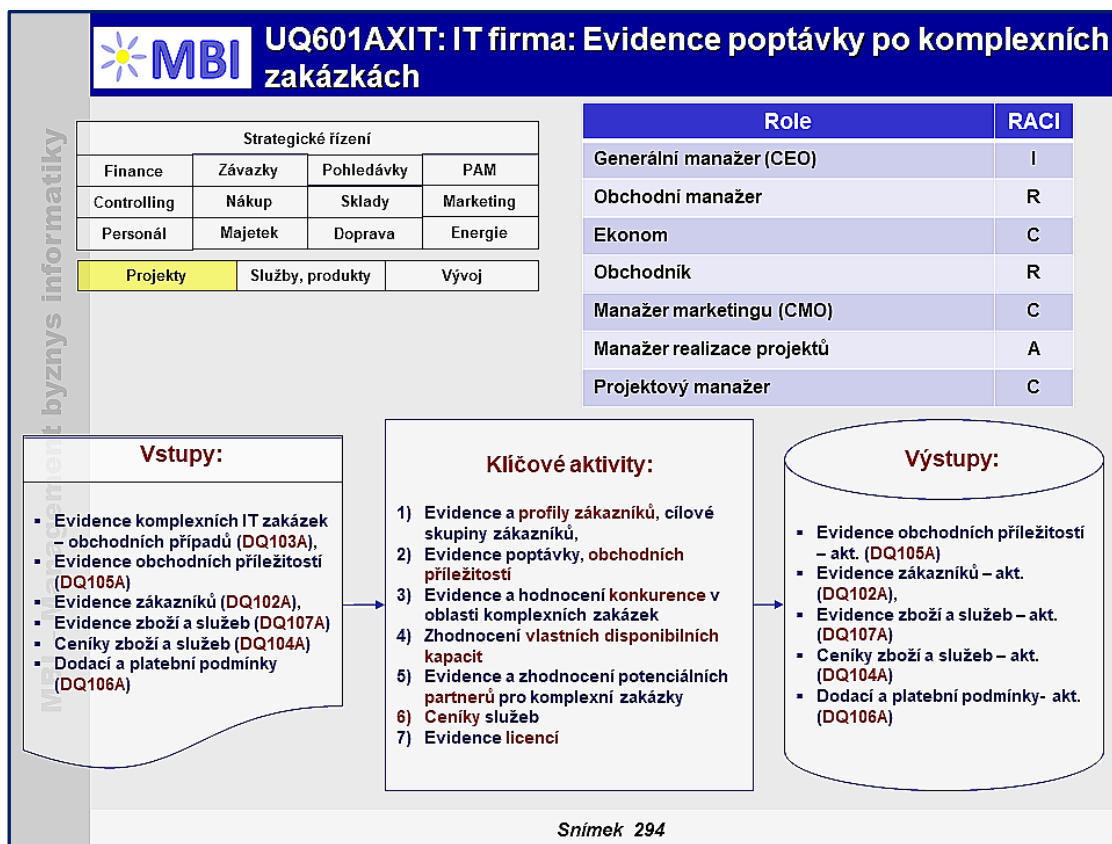 MBI
UQ601AXIT: IT firma: Evidence poptávky po komplexních
zakázkách
MBI - Management byznys informatiky
Strategické řízení
Finance Závazky Pohledávky PAM
Controlling Nákup Sklady Marketing
Personál Majetek Doprava Energie
Projekty Služby, produkty Vývoj
Role RACI
Generální manažer (CEO) I
Obchodní manažer R
Ekonom C
Obchodník R
Manažer marketingu (CMO) C
Manažer realizace projektů A
Projektový manažer C
Vstupy:
▪ Evidence komplexních IT zakázek
– obchodních případů (DQ103A),
▪ Evidence obchodních příležitostí
(DQ105A)
▪ Evidence zákazníků (DQ102A),
▪ Evidence zboží a služeb (DQ107A)
▪ Ceníky zboží a služeb (DQ104A)
▪ Dodací a platební podmínky
(DQ106A)
Klíčové aktivity:
1) Evidence a profily zákazníků, cílové
skupiny zákazníků,
2) Evidence poptávky, obchodních
příležitostí
3) Evidence a hodnocení konkurence v
oblasti komplexních zakázek
4) Zhodnocení vlastních disponibilních
kapacit
5) Evidence a zhodnocení potenciálních
partnerů pro komplexní zakázky
6) Ceníky služeb
7) Evidence licencí
Výstupy:
▪ Evidence obchodních příležitostí
– akt. (DQ105A)
▪ Evidence zákazníků – akt.
(DQ102A),
▪ Evidence zboží a služeb – akt.
(DQ107A)
▪ Ceníky zboží a služeb – akt.
(DQ104A)
▪ Dodací a platební podmínky- akt.
(DQ106A)
Snímek 294